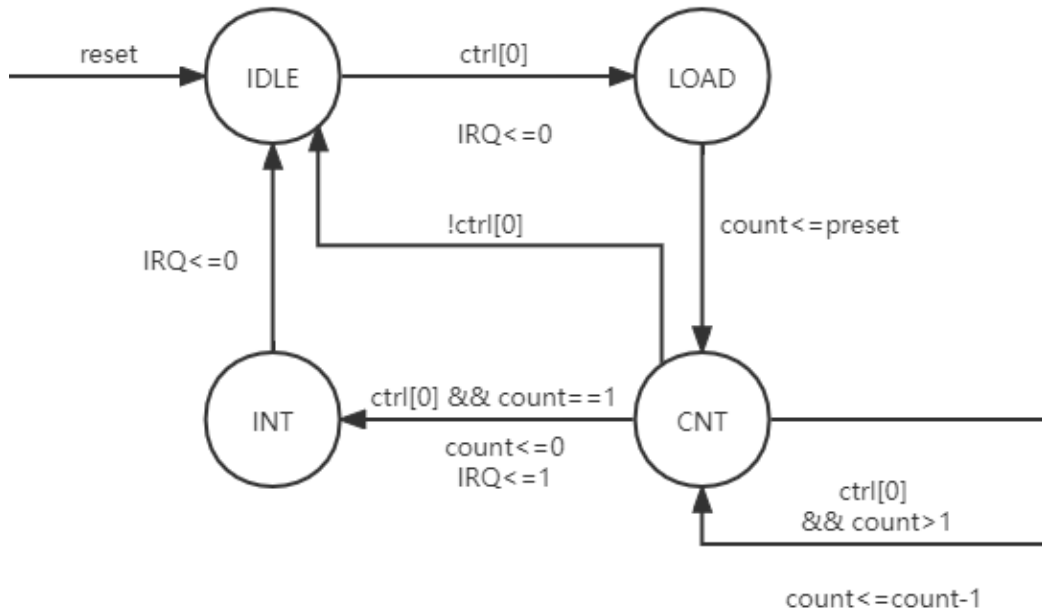 reset
IDLE
ctrl[0]
LOAD
IRQ<=0
!ctrl[0]
count<=preset
IRQ<=0
INT
ctrl[0] && count==1
count<=0
IRQ<=1
CNT
ctrl[0]
&& count>1
count<=count-1